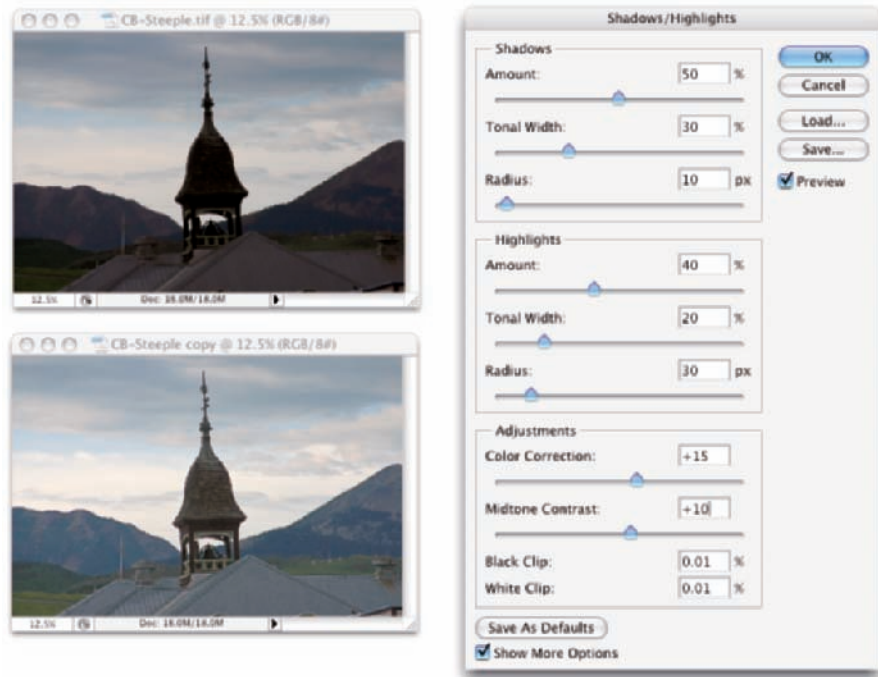 CB-Steeple.tif @ 12.5% (RGB/8#)
12.5%
Doc: 18.0M/18.0M
CB-Steeple copy @ 12.5% (RGB/8#)
12.5%
Doc: 18.0M/18.0M
Shadows/Highlights
Shadows
Amount: 50 %
Tonal Width: 30 %
Radius: 10 px
Highlights
Amount: 40 %
Tonal Width: 20 %
Radius: 30 px
Adjustments
Color Correction: +15
Midtone Contrast: +10
Black Clip: 0.01 %
White Clip: 0.01 %
Save As Defaults
Show More Options
OK
Cancel
Load...
Save...
Preview